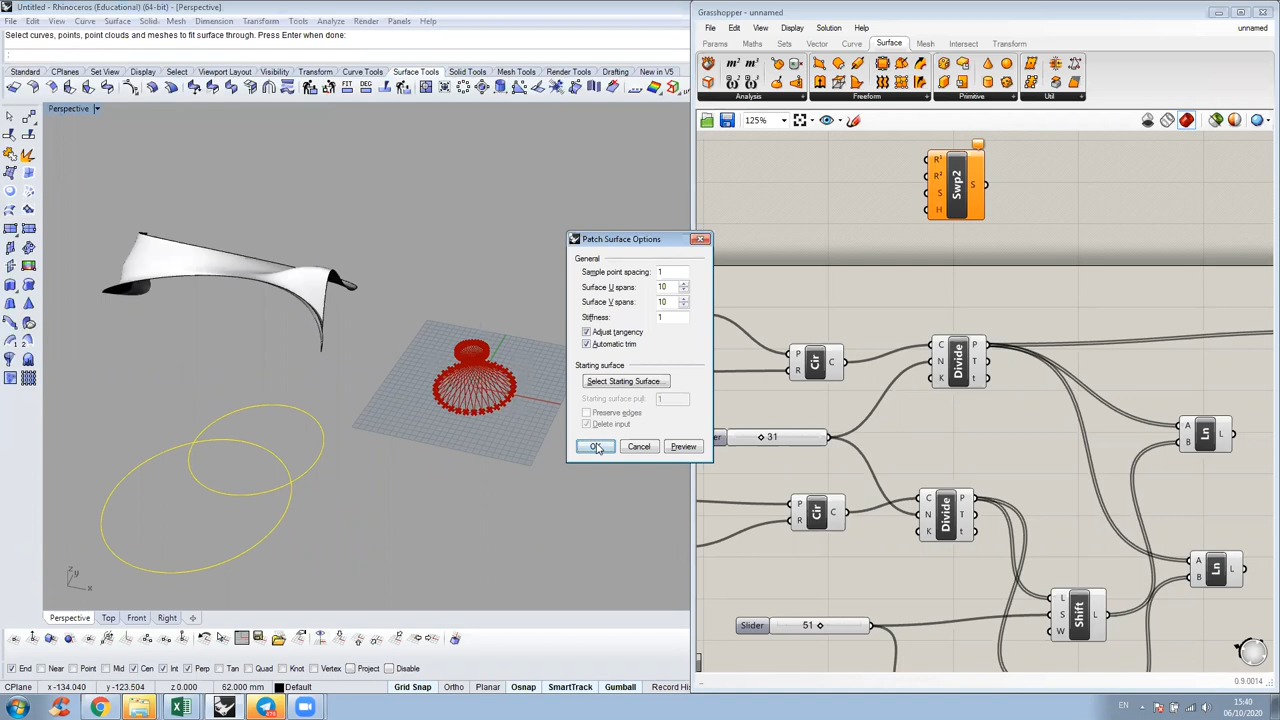 Untitled - Rhinoceros (Educational) (64-bit) - [Perspective]
File Edit View Curve Surface Solid Mesh Dimension Transform Tools Analyze Render Panels Help
Select curves, points, point clouds and meshes to fit surface through. Press Enter when done:
:
Standard CPlanes Set View Display Select Viewport Layout Visibility Transform Curve Tools Surface Tools Solid Tools Mesh Tools Render Tools Drafting New in V5
Perspective
z y x
Perspective Top Front Right
End Near Point Mid Cen Int Perp Tan Quad Knot Vertex Project Disable
CPlane x -134.040 y -123.504 z 0.000 62.000 mm Default Grid Snap Ortho Planar Osnap SmartTrack Gumball Record Hi
Patch Surface Options
General
Sample point spacing: 1
Surface U spans: 10
Surface V spans: 10
Stiffness: 1
Adjust tangency
Automatic trim
Starting surface
Select Starting Surface...
Starting surface pull: 1
Preserve edges
Delete input
Cancel Preview
Grasshopper - unnamed
File Edit View Display Solution Help unnamed
Params Maths Sets Vector Curve Surface Mesh Intersect Transform
Analysis Freeform Primitive Util
125%
R¹
R²
S
H
Swp2
S
P
R
Cir
C
C
N
K
Divide
P
T
t
31
A
B
Ln
L
P
R
Cir
C
C
N
K
Divide
P
T
t
A
B
Ln
L
Slider 51
L
S
W
Shift
L
0.9.0014
EN 15:40
06/10/2020